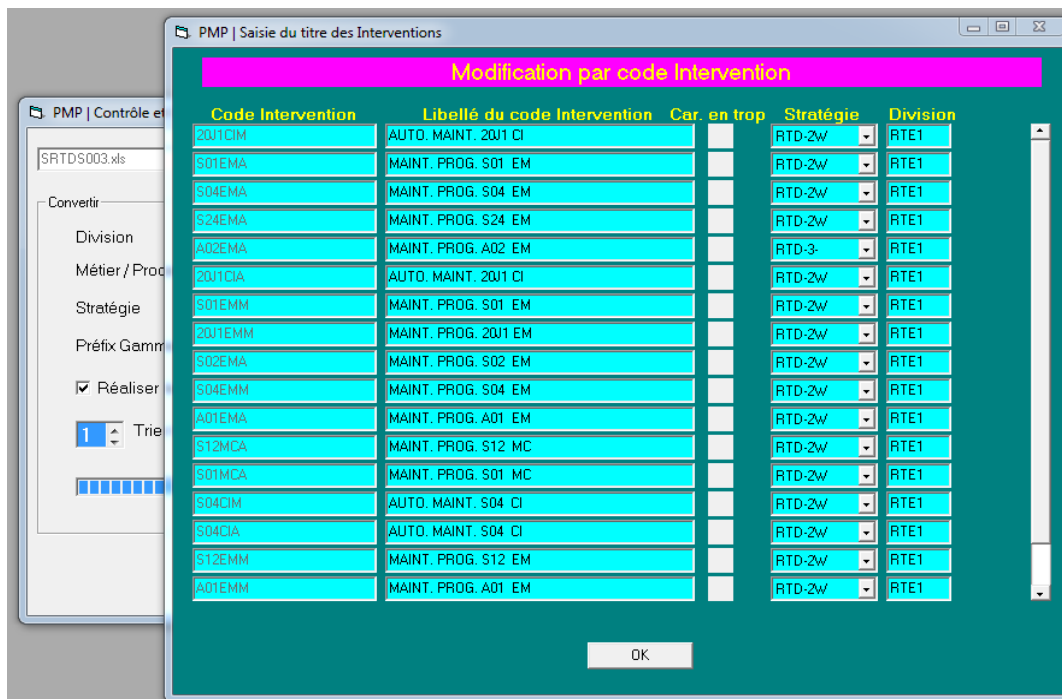 PMP | Saisie du titre des Interventions
Modification par code Intervention
Code Intervention Libellé du code Intervention Car. en trop Stratégie Division
20J1CIM AUTO. MAINT. 20J1 CI RTD-2W RTE1
S01EMA MAINT. PROG. S01 EM RTD-2W RTE1
S04EMA MAINT. PROG. S04 EM RTD-2W RTE1
S24EMA MAINT. PROG. S24 EM RTD-2W RTE1
A02EMA MAINT. PROG. A02 EM RTD-3- RTE1
20J1CIA AUTO. MAINT. 20J1 CI RTD-2W RTE1
S01EMM MAINT. PROG. S01 EM RTD-2W RTE1
20J1EMM MAINT. PROG. 20J1 EM RTD-2W RTE1
S02EMA MAINT. PROG. S02 EM RTD-2W RTE1
S04EMM MAINT. PROG. S04 EM RTD-2W RTE1
A01EMA MAINT. PROG. A01 EM RTD-2W RTE1
S12MCA MAINT. PROG. S12 MC RTD-2W RTE1
S01MCA MAINT. PROG. S01 MC RTD-2W RTE1
S04CIM AUTO. MAINT. S04 CI RTD-2W RTE1
S04CIA AUTO. MAINT. S04 CI RTD-2W RTE1
S12EMM MAINT. PROG. S12 EM RTD-2W RTE1
A01EMM MAINT. PROG. A01 EM RTD-2W RTE1
OK
PMP | Contrôle et
SRTDS003.xls
Convertir
Division
Métier / Proc
Stratégie
Préfix Gamm
Réaliser
1 Trie